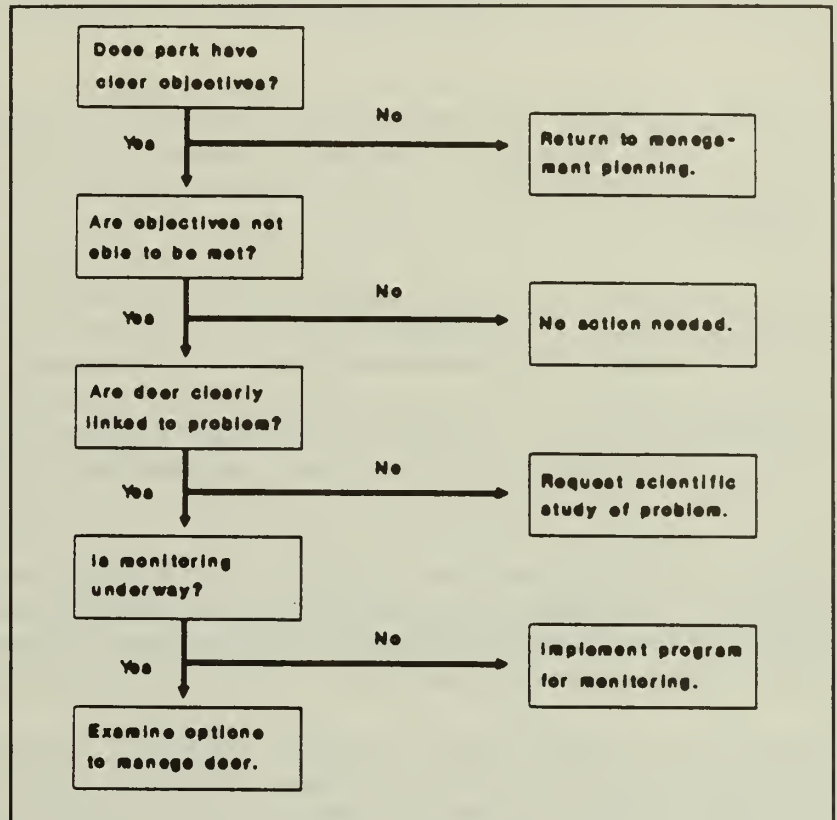 Does park have
clear objectives?
No
Yes
Return to manage-
ment planning.
Are objectives not
able to be met?
No
Yes
No action needed.
Are deer clearly
linked to problem?
No
Yes
Request scientific
study of problem.
Is monitoring
underway?
No
Yes
Implement program
for monitoring.
Examine options
to manage deer.